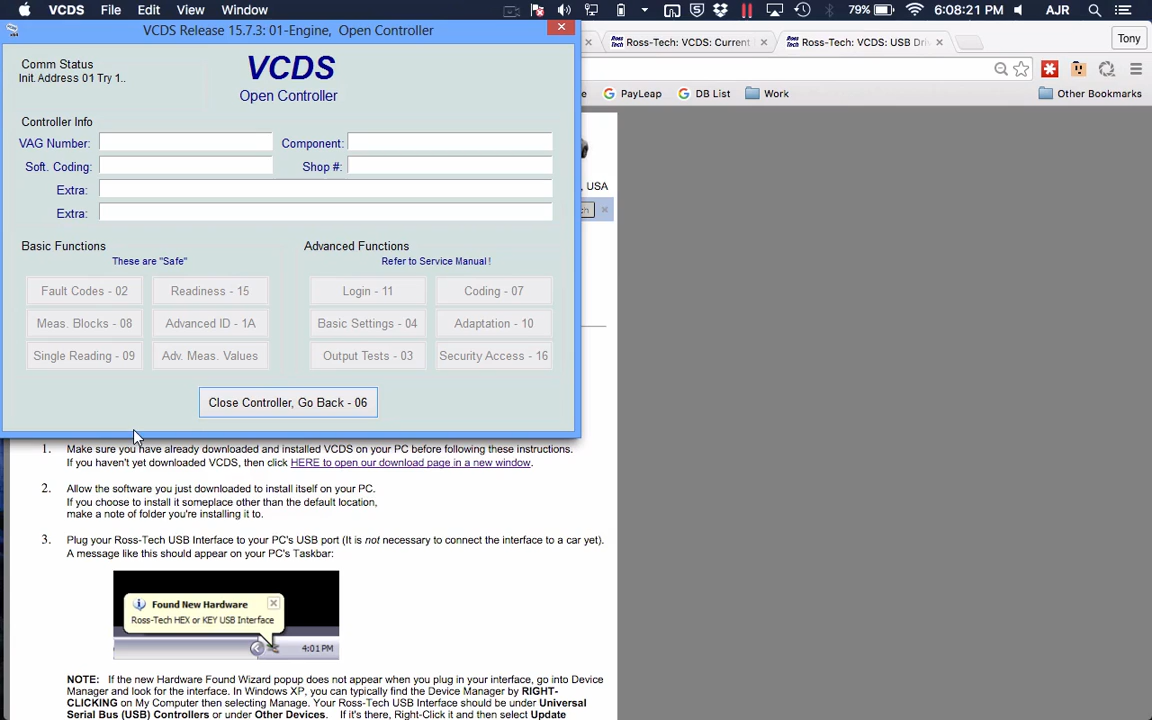 VCDS File Edit View Window
79% 6:08:21 PM AJR
VCDS Release 15.7.3: 01-Engine, Open Controller
Ross-Tech: VCDS: Current
Ross-Tech: VCDS: USB Dri
Tony
PayLeap
DB List
Work
Other Bookmarks
Comm Status
Init. Address 01 Try 1..
VCDS
Open Controller
Controller Info
VAG Number:
Component:
Soft. Coding:
Shop #:
Extra:
Extra:
, USA
Basic Functions
These are "Safe"
Advanced Functions
Refer to Service Manual!
Fault Codes - 02
Readiness - 15
Login - 11
Coding - 07
Meas. Blocks - 08
Advanced ID - 1A
Basic Settings - 04
Adaptation - 10
Single Reading - 09
Adv. Meas. Values
Output Tests - 03
Security Access - 16
Close Controller, Go Back - 06
1. Make sure you have already downloaded and installed VCDS on your PC before following these instructions.
If you haven't yet downloaded VCDS, then click HERE to open our download page in a new window.
2. Allow the software you just downloaded to install itself on your PC.
If you choose to install it someplace other than the default location,
make a note of folder you're installing it to.
3. Plug your Ross-Tech USB Interface to your PC's USB port (It is not necessary to connect the interface to a car yet).
A message like this should appear on your PC's Taskbar:
Found New Hardware
Ross-Tech HEX or KEY USB Interface
4:01 PM
NOTE: If the new Hardware Found Wizard popup does not appear when you plug in your interface, go into Device
Manager and look for the interface. In Windows XP, you can typically find the Device Manager by RIGHT-
CLICKING on My Computer then selecting Manage. Your Ross-Tech USB Interface should be under Universal
Serial Bus (USB) Controllers or under Other Devices. If it's there, Right-Click it and then select Update